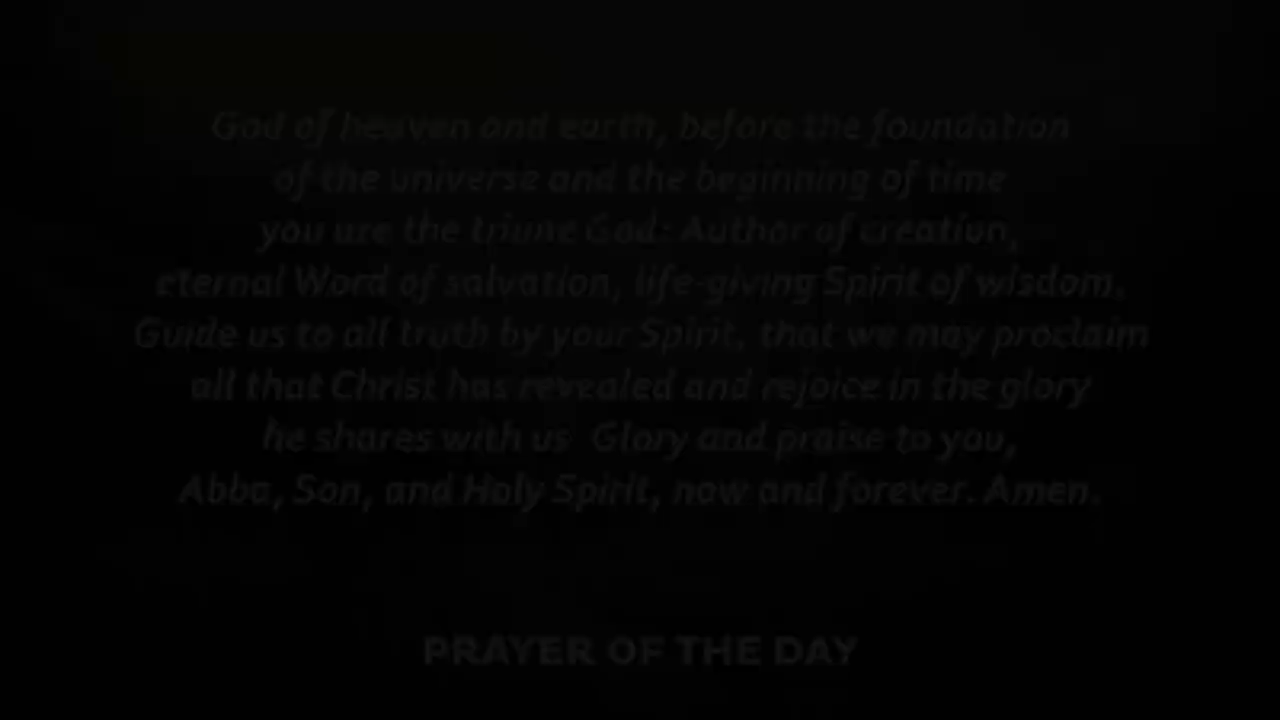 God of heaven and earth, before the foundation
of the universe and the beginning of time
you are the triune God: Author of creation,
eternal Word of salvation, life-giving Spirit of wisdom.
Guide us to all truth by your Spirit, that we may proclaim
all that Christ has revealed and rejoice in the glory
he shares with us. Glory and praise to you,
Abba, Son, and Holy Spirit, now and forever. Amen.
PRAYER OF THE DAY